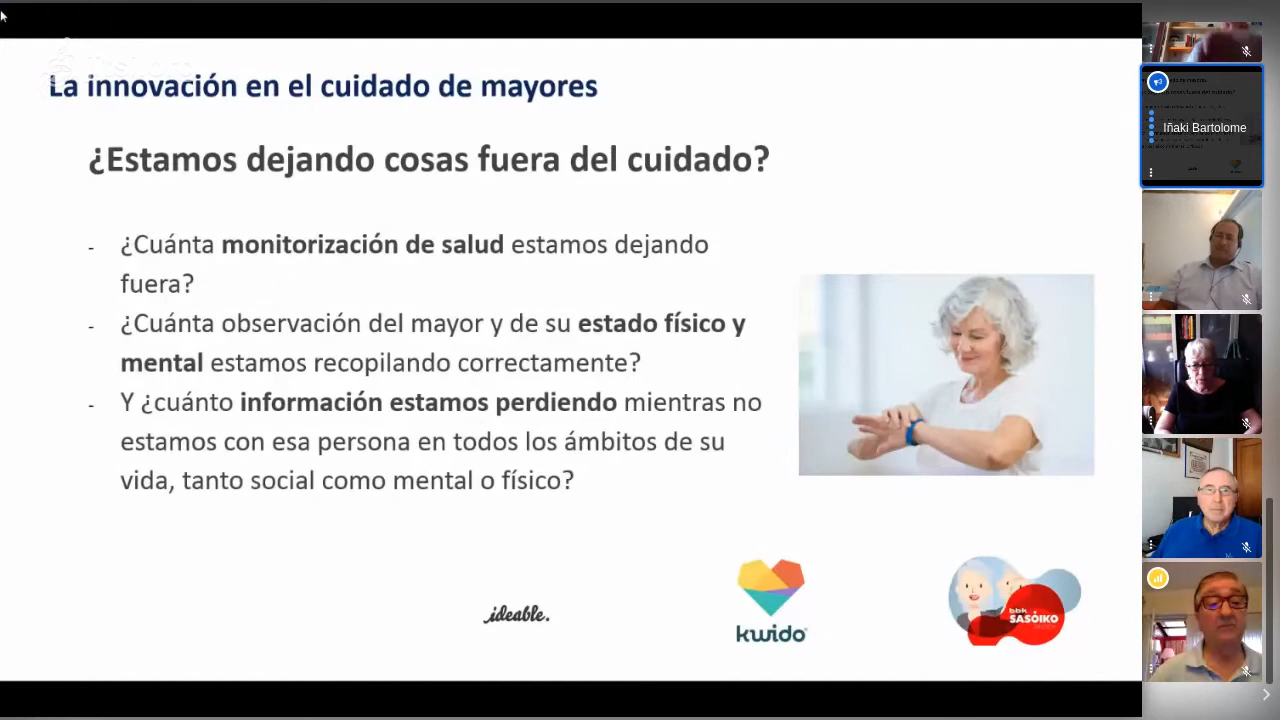 La innovación en el cuidado de mayores
¿Estamos dejando cosas fuera del cuidado?
- ¿Cuánta monitorización de salud estamos dejando
fuera?
- ¿Cuánta observación del mayor y de su estado físico y
mental estamos recopilando correctamente?
- Y ¿cuánto información estamos perdiendo mientras no
estamos con esa persona en todos los ámbitos de su
vida, tanto social como mental o físico?
ideable.
kwido
bbk
SASOIKO
Iñaki Bartolome